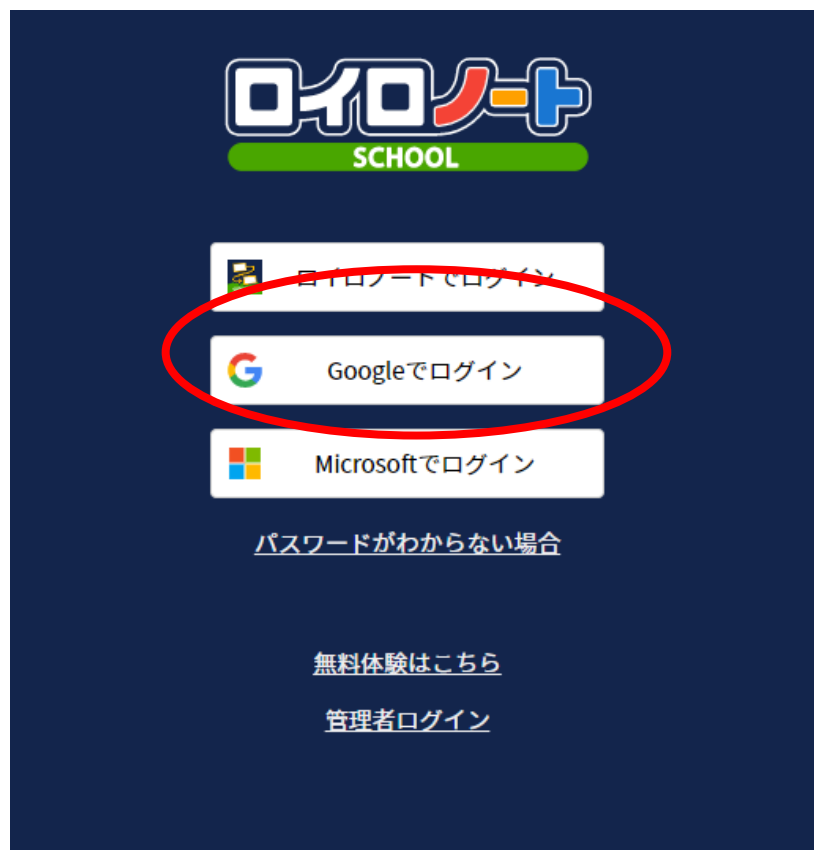 ロイロノート
SCHOOL
ロイロノートでログイン
Googleでログイン
Microsoftでログイン
パスワードがわからない場合
無料体験はこちら
管理者ログイン